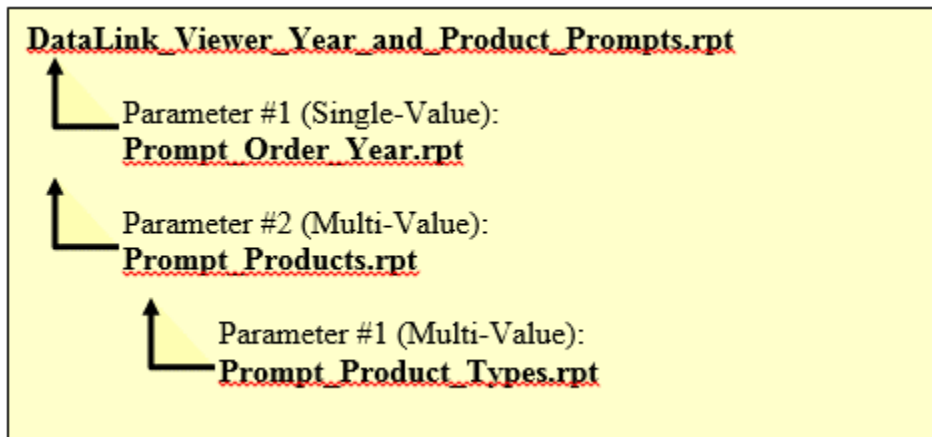 DataLink_Viewer_Year_and_Product_Prompts.rpt
Parameter #1 (Single-Value):
Prompt_Order_Year.rpt
Parameter #2 (Multi-Value):
Prompt_Products.rpt
Parameter #1 (Multi-Value):
Prompt_Product_Types.rpt